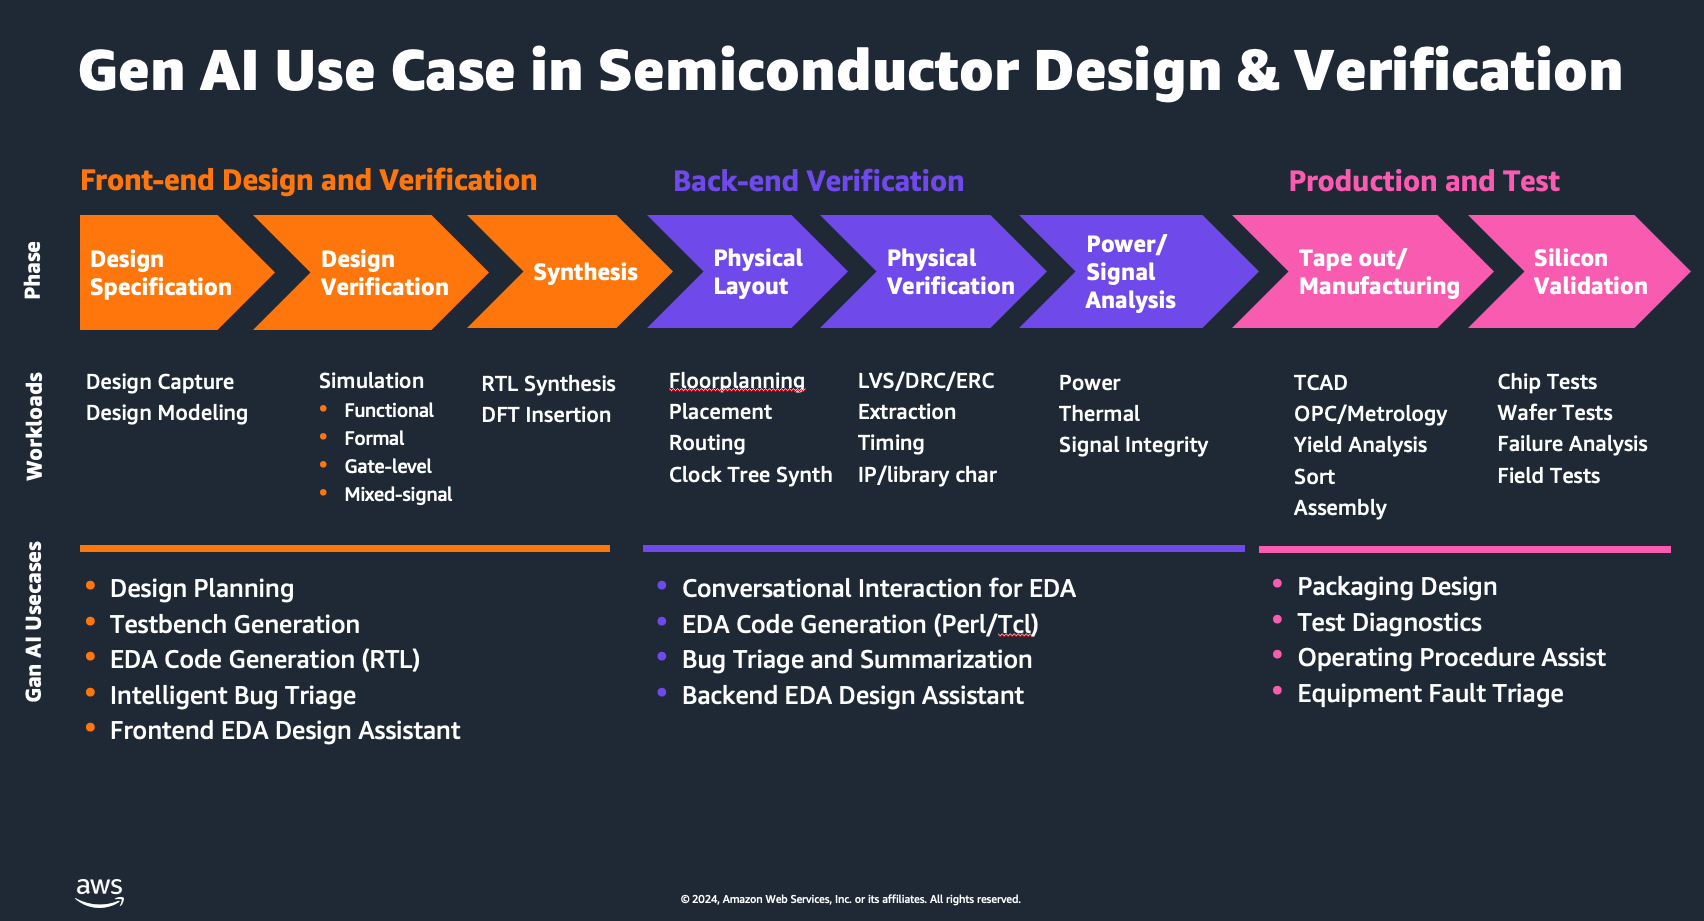 Gen AI Use Case in Semiconductor Design & Verification
Front-end Design and Verification
Back-end Verification
Production and Test
Phase
Design
Specification
Design
Verification
Synthesis
Physical
Layout
Physical
Verification
Power/
Signal
Analysis
Tape out/
Manufacturing
Silicon
Validation
Workloads
Design Capture
Design Modeling
Simulation
• Functional
• Formal
• Gate-level
• Mixed-signal
RTL Synthesis
DFT Insertion
Floorplanning
Placement
Routing
Clock Tree Synth
LVS/DRC/ERC
Extraction
Timing
IP/library char
Power
Thermal
Signal Integrity
TCAD
OPC/Metrology
Yield Analysis
Sort
Assembly
Chip Tests
Wafer Tests
Failure Analysis
Field Tests
Gan AI Usecases
• Design Planning
• Testbench Generation
• EDA Code Generation (RTL)
• Intelligent Bug Triage
• Frontend EDA Design Assistant
• Conversational Interaction for EDA
• EDA Code Generation (Perl/Tcl)
• Bug Triage and Summarization
• Backend EDA Design Assistant
• Packaging Design
• Test Diagnostics
• Operating Procedure Assist
• Equipment Fault Triage
aws
© 2024, Amazon Web Services, Inc. or its affiliates. All rights reserved.